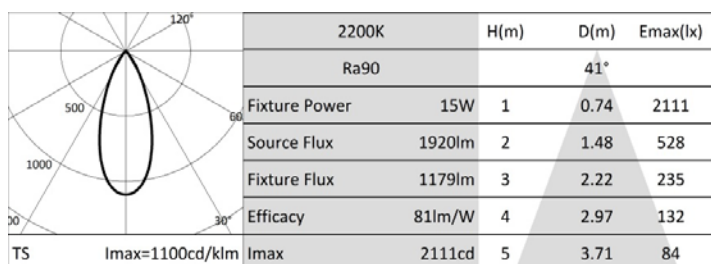 120°
500
60
1000
00
30°
TS Imax=1100cd/klm
2200K H(m) D(m) Emax(lx)
Ra90 41°
Fixture Power 15W 1 0.74 2111
Source Flux 1920lm 2 1.48 528
Fixture Flux 1179lm 3 2.22 235
Efficacy 81lm/W 4 2.97 132
Imax 2111cd 5 3.71 84